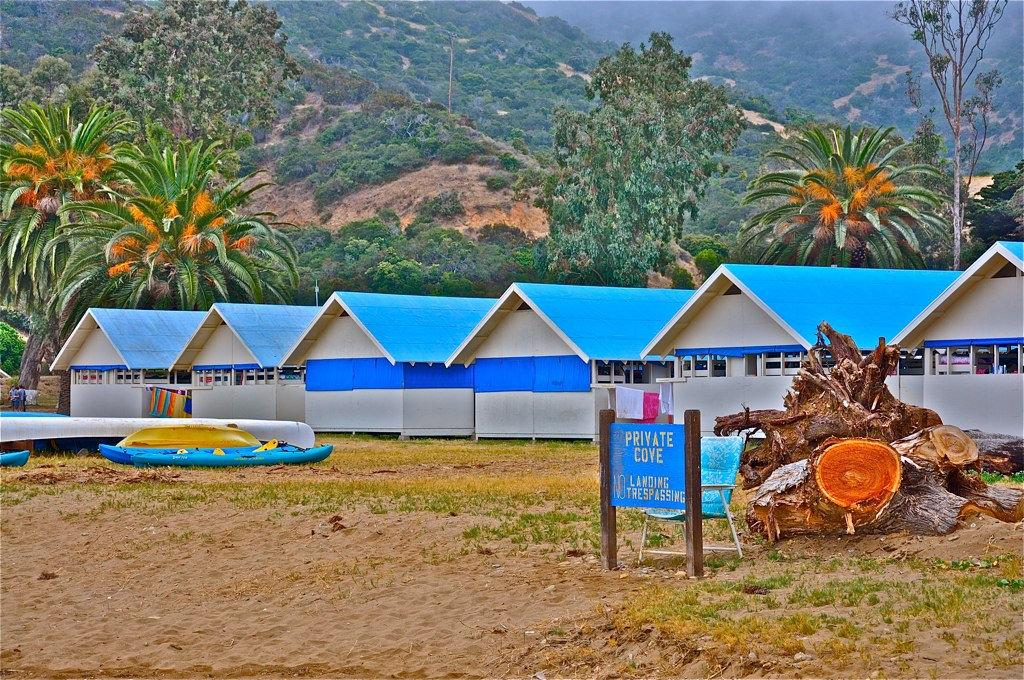 PRIVATE
COVE
NO LANDING
TRESPASSING